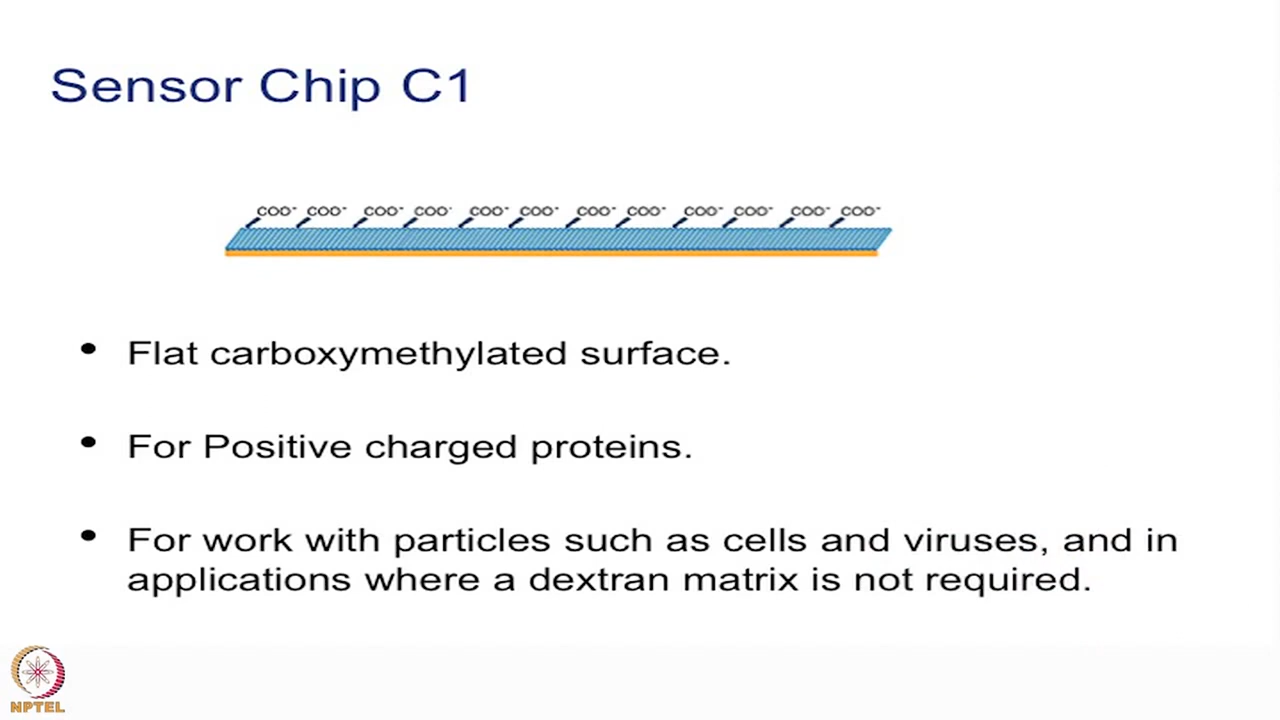 Sensor Chip C1
COO⁻ COO⁻ COO⁻ COO⁻ COO⁻ COO⁻ COO⁻ COO⁻ COO⁻ COO⁻ COO⁻ COO⁻
• Flat carboxymethylated surface.
• For Positive charged proteins.
• For work with particles such as cells and viruses, and in
applications where a dextran matrix is not required.
NPTEL